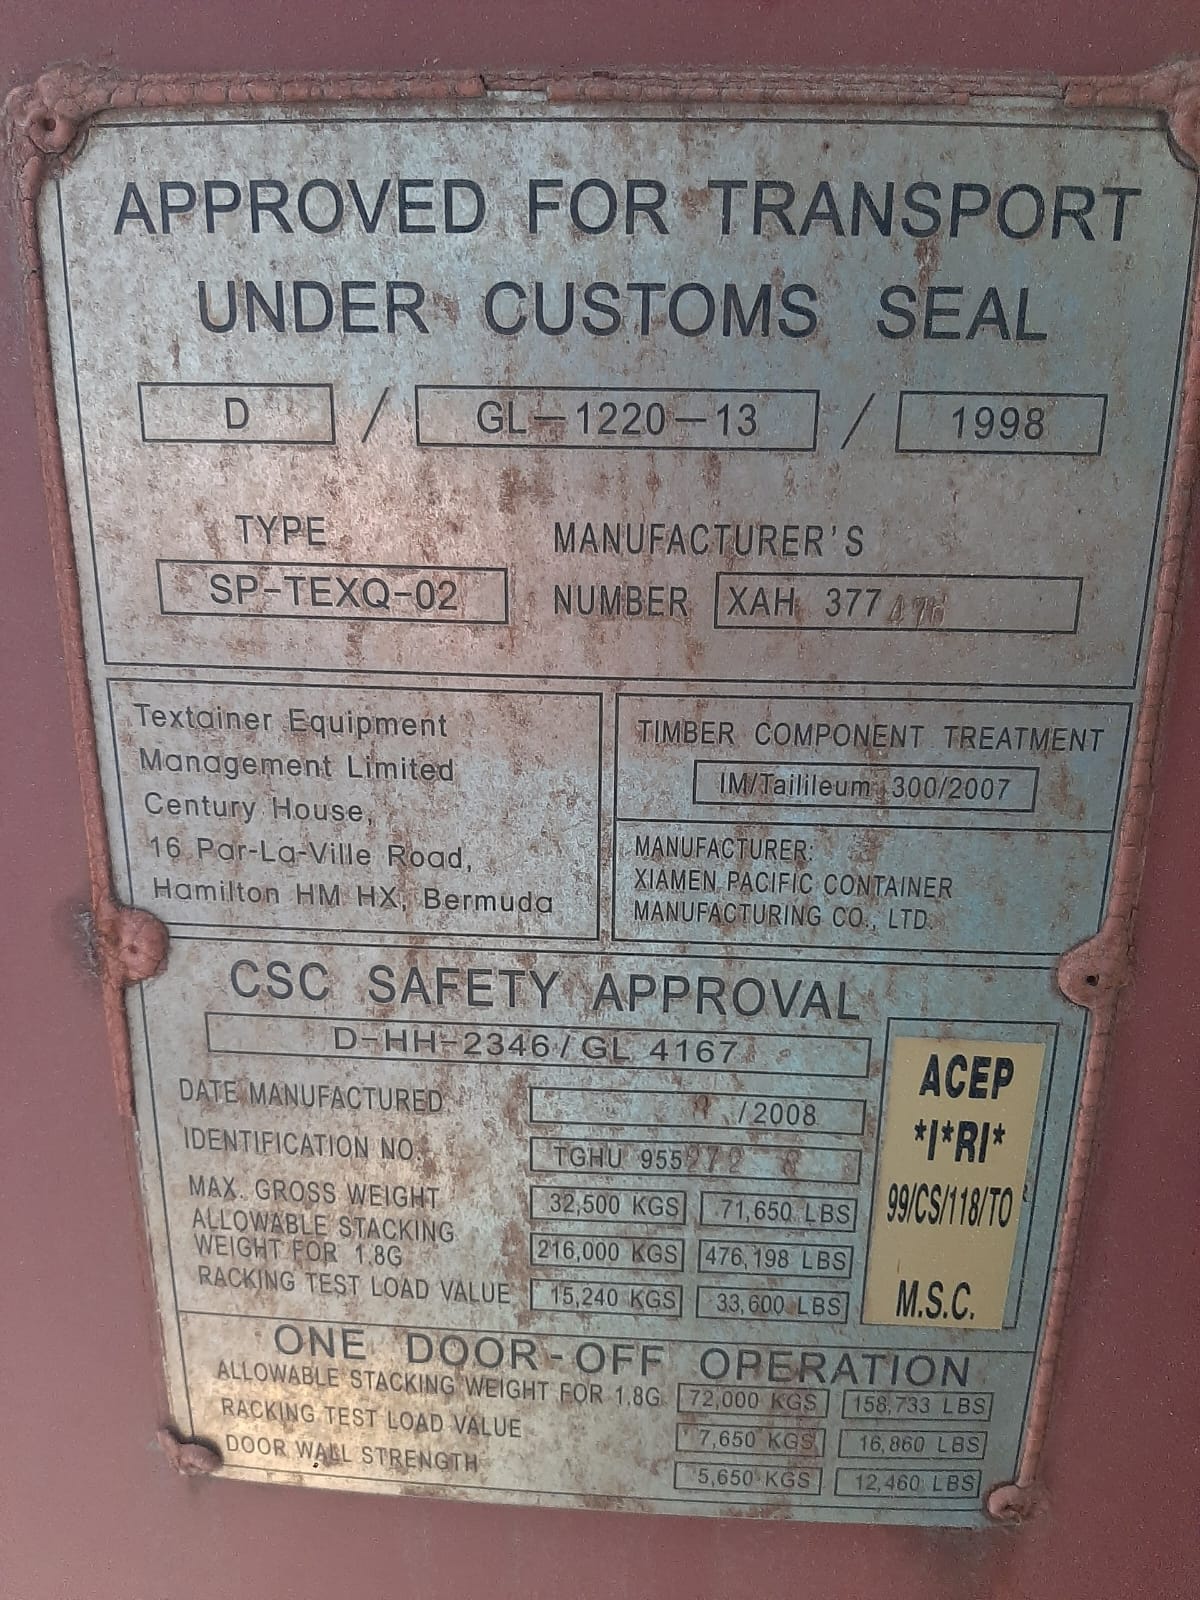 APPROVED FOR TRANSPORT
UNDER CUSTOMS SEAL
D / GL-1220-13 / 1998
TYPE
SP-TEXQ-02
MANUFACTURER'S
NUMBER XAH 377
Textainer Equipment
Management Limited
Century House,
16 Par-La-Ville Road,
Hamilton HM HX, Bermuda
TIMBER COMPONENT TREATMENT
IM/Tailileum 300/2007
MANUFACTURER:
XIAMEN PACIFIC CONTAINER
MANUFACTURING CO., LTD.
CSC SAFETY APPROVAL
D-HH-2346/GL 4167
DATE MANUFACTURED /2008
IDENTIFICATION NO. TGHU 955272 8
MAX. GROSS WEIGHT 32,500 KGS 71,650 LBS
ALLOWABLE STACKING
WEIGHT FOR 1.8G 216,000 KGS 476,198 LBS
RACKING TEST LOAD VALUE 15,240 KGS 33,600 LBS
ACEP
*I*RI*
99/CS/118/TO
M.S.C.
ONE DOOR-OFF OPERATION
ALLOWABLE STACKING WEIGHT FOR 1.8G 72,000 KGS 158,733 LBS
RACKING TEST LOAD VALUE 7,650 KGS 16,860 LBS
DOOR WALL STRENGTH 5,650 KGS 12,460 LBS